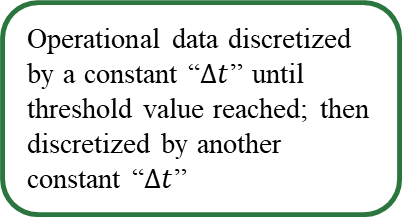 Operational data discretized
by a constant “Δ𝑡” until
threshold value reached; then
discretized by another
constant “Δ𝑡”